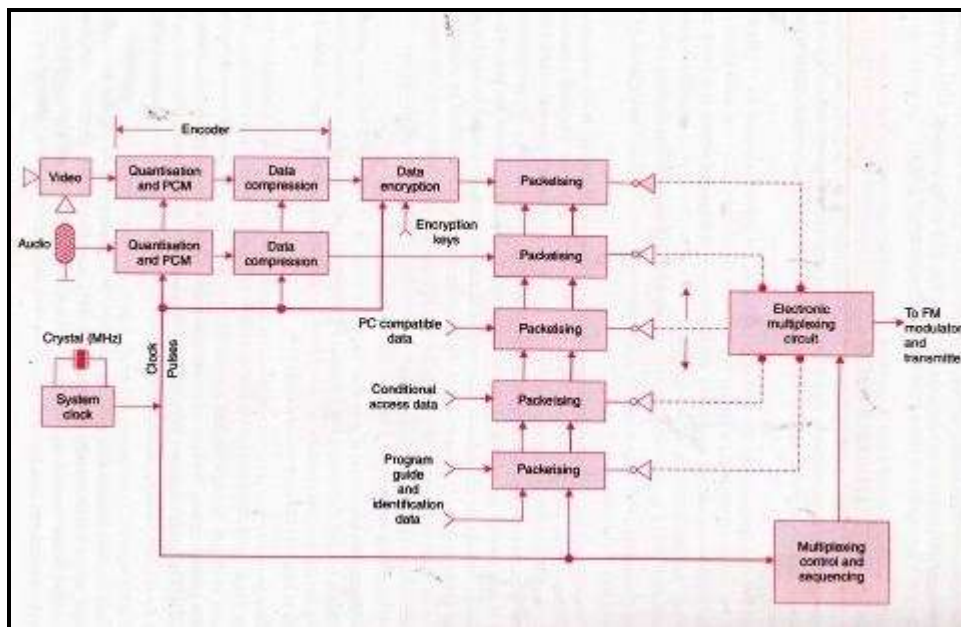 Encoder
Video
Quantisation
and PCM
Data
compression
Data
encryption
Packetising
Encryption
keys
Audio
Quantisation
and PCM
Data
compression
Packetising
PC compatible
data
Packetising
Electronic
multiplexing
circuit
To FM
modulator
and
transmitter
Crystal (MHz)
System
clock
Clock
Pulses
Conditional
access data
Packetising
Program
guide
and
identification
data
Packetising
Multiplexing
control and
sequencing